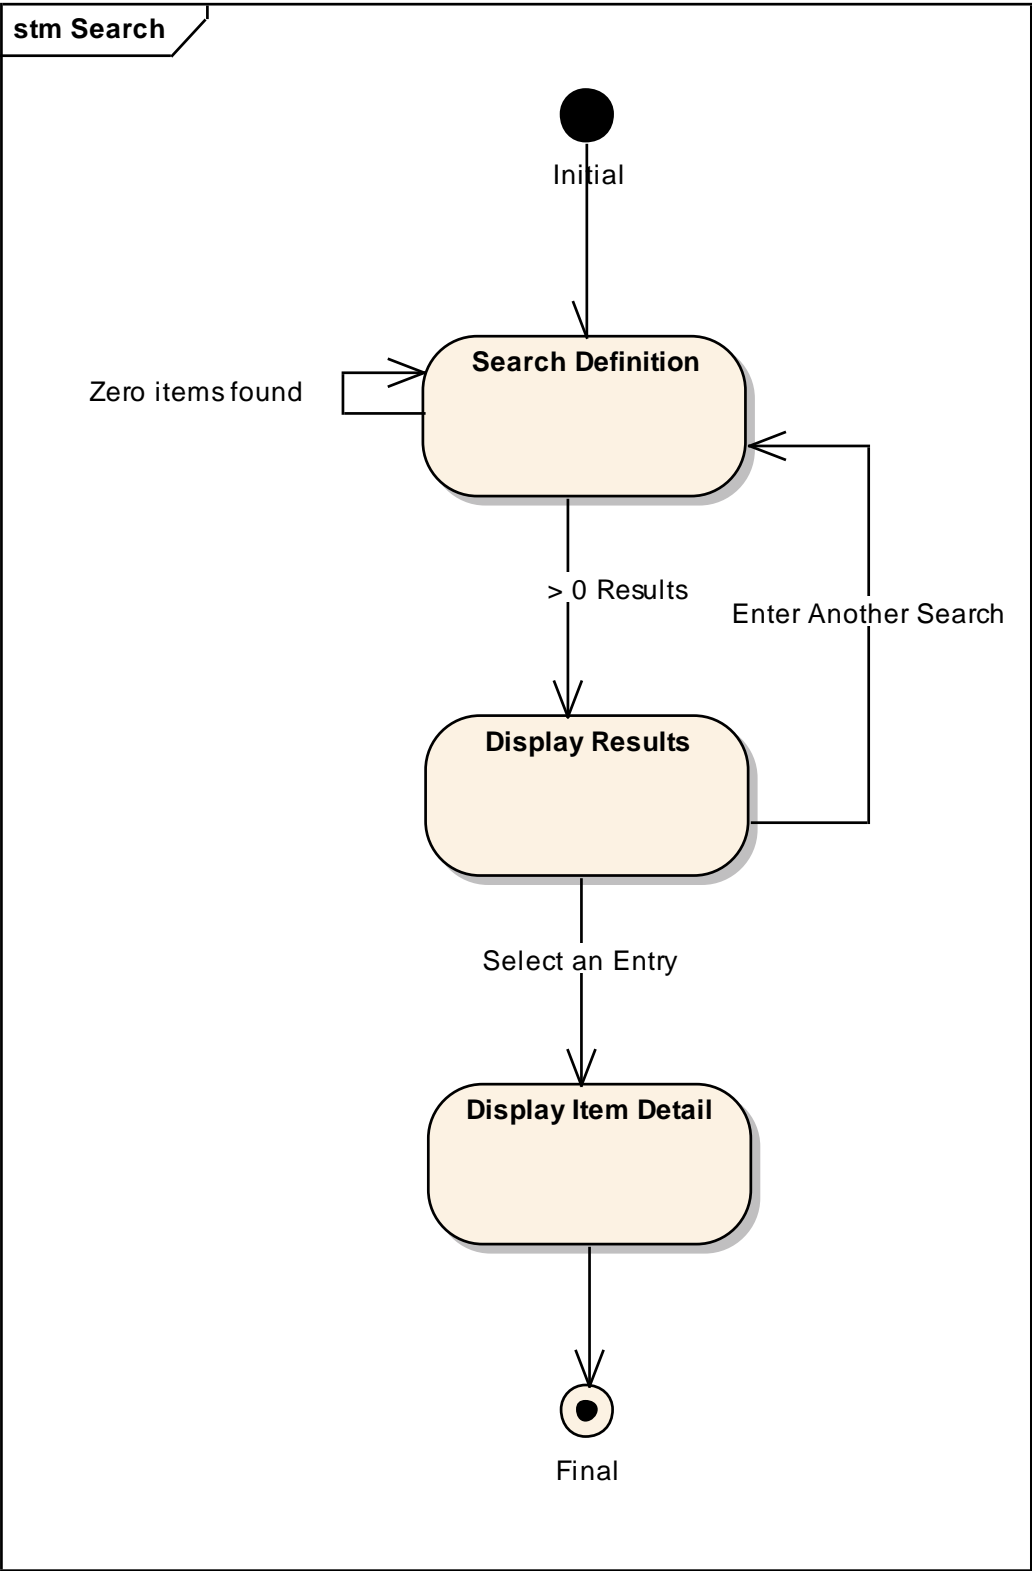 stm Search
Initial
Search Definition
Zero items found
> 0 Results
Enter Another Search
Display Results
Select an Entry
Display Item Detail
Final